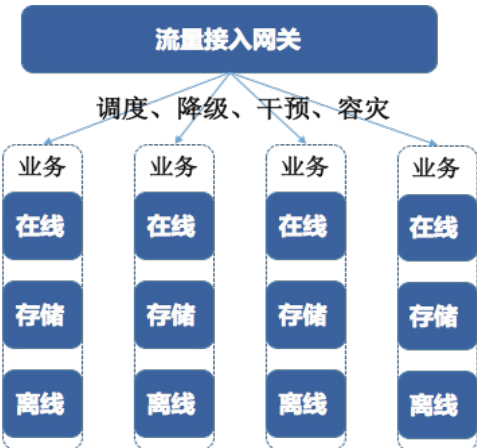 流量接入网关
调度、降级、干预、容灾
业务 业务 业务 业务
在线 在线 在线 在线
存储 存储 存储 存储
离线 离线 离线 离线